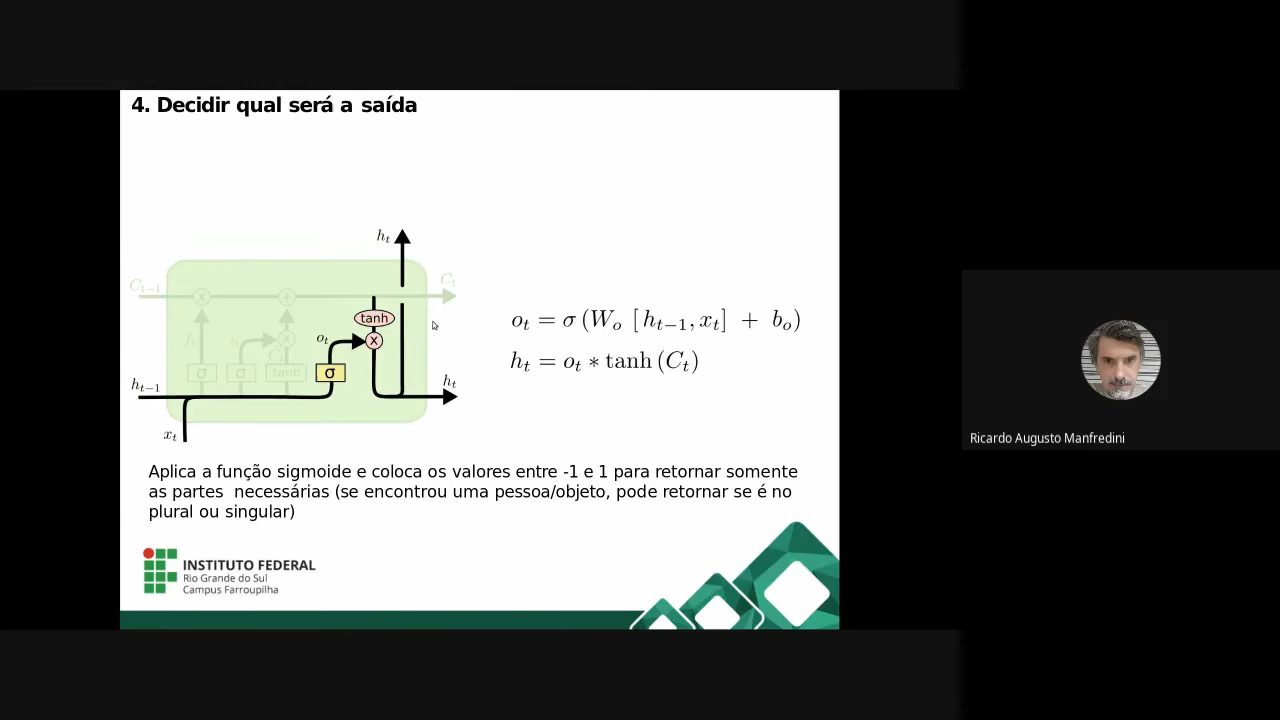 4. Decidir qual será a saída
h_t
C_{t-1}
C_t
x
+
tanh
f_t
i_t
x
o_t
x
σ
σ
tanh
σ
h_{t-1}
h_t
x_t
o_t = σ (W_o [h_{t-1}, x_t] + b_o)
h_t = o_t * tanh (C_t)
Aplica a função sigmoide e coloca os valores entre -1 e 1 para retornar somente
as partes necessárias (se encontrou uma pessoa/objeto, pode retornar se é no
plural ou singular)
INSTITUTO FEDERAL
Rio Grande do Sul
Campus Farroupilha
Ricardo Augusto Manfredini